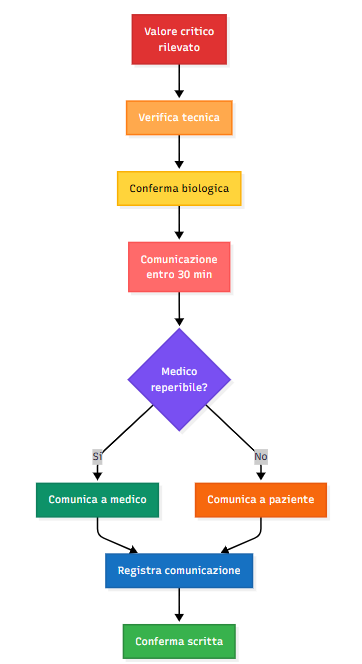 Valore critico
rilevato
Verifica tecnica
Conferma biologica
Comunicazione
entro 30 min
Medico
reperibile?
Sì
No
Comunica a medico
Comunica a paziente
Registra comunicazione
Conferma scritta